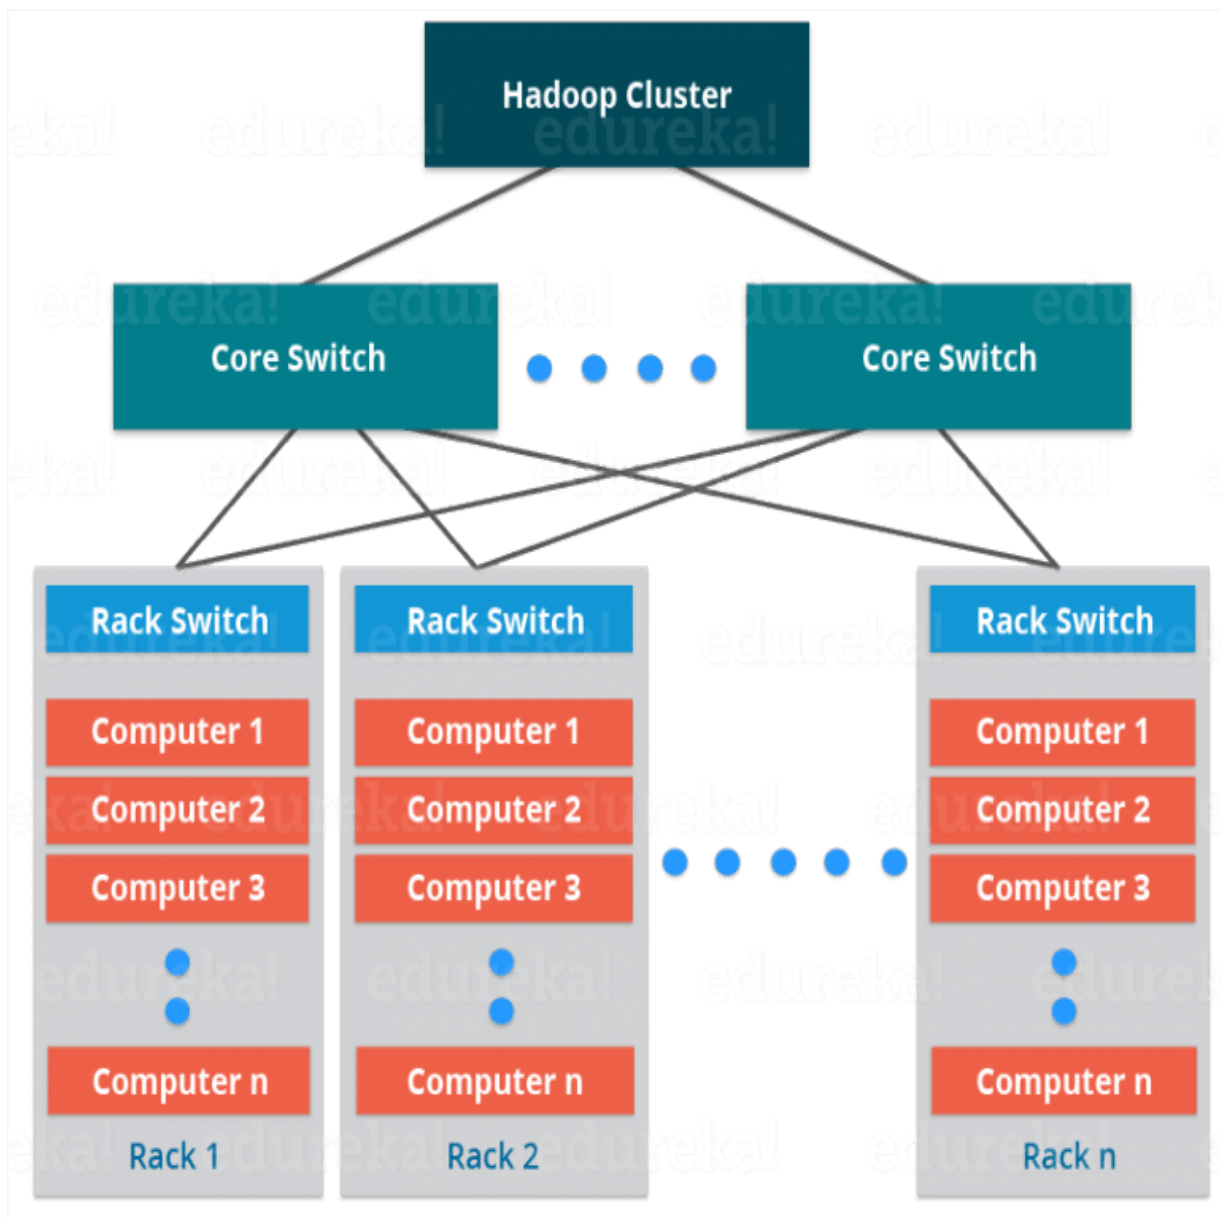 Hadoop Cluster
Core Switch
Core Switch
Rack Switch
Computer 1
Computer 2
Computer 3
Computer n
Rack 1
Rack Switch
Computer 1
Computer 2
Computer 3
Computer n
Rack 2
Rack Switch
Computer 1
Computer 2
Computer 3
Computer n
Rack n
edureka!